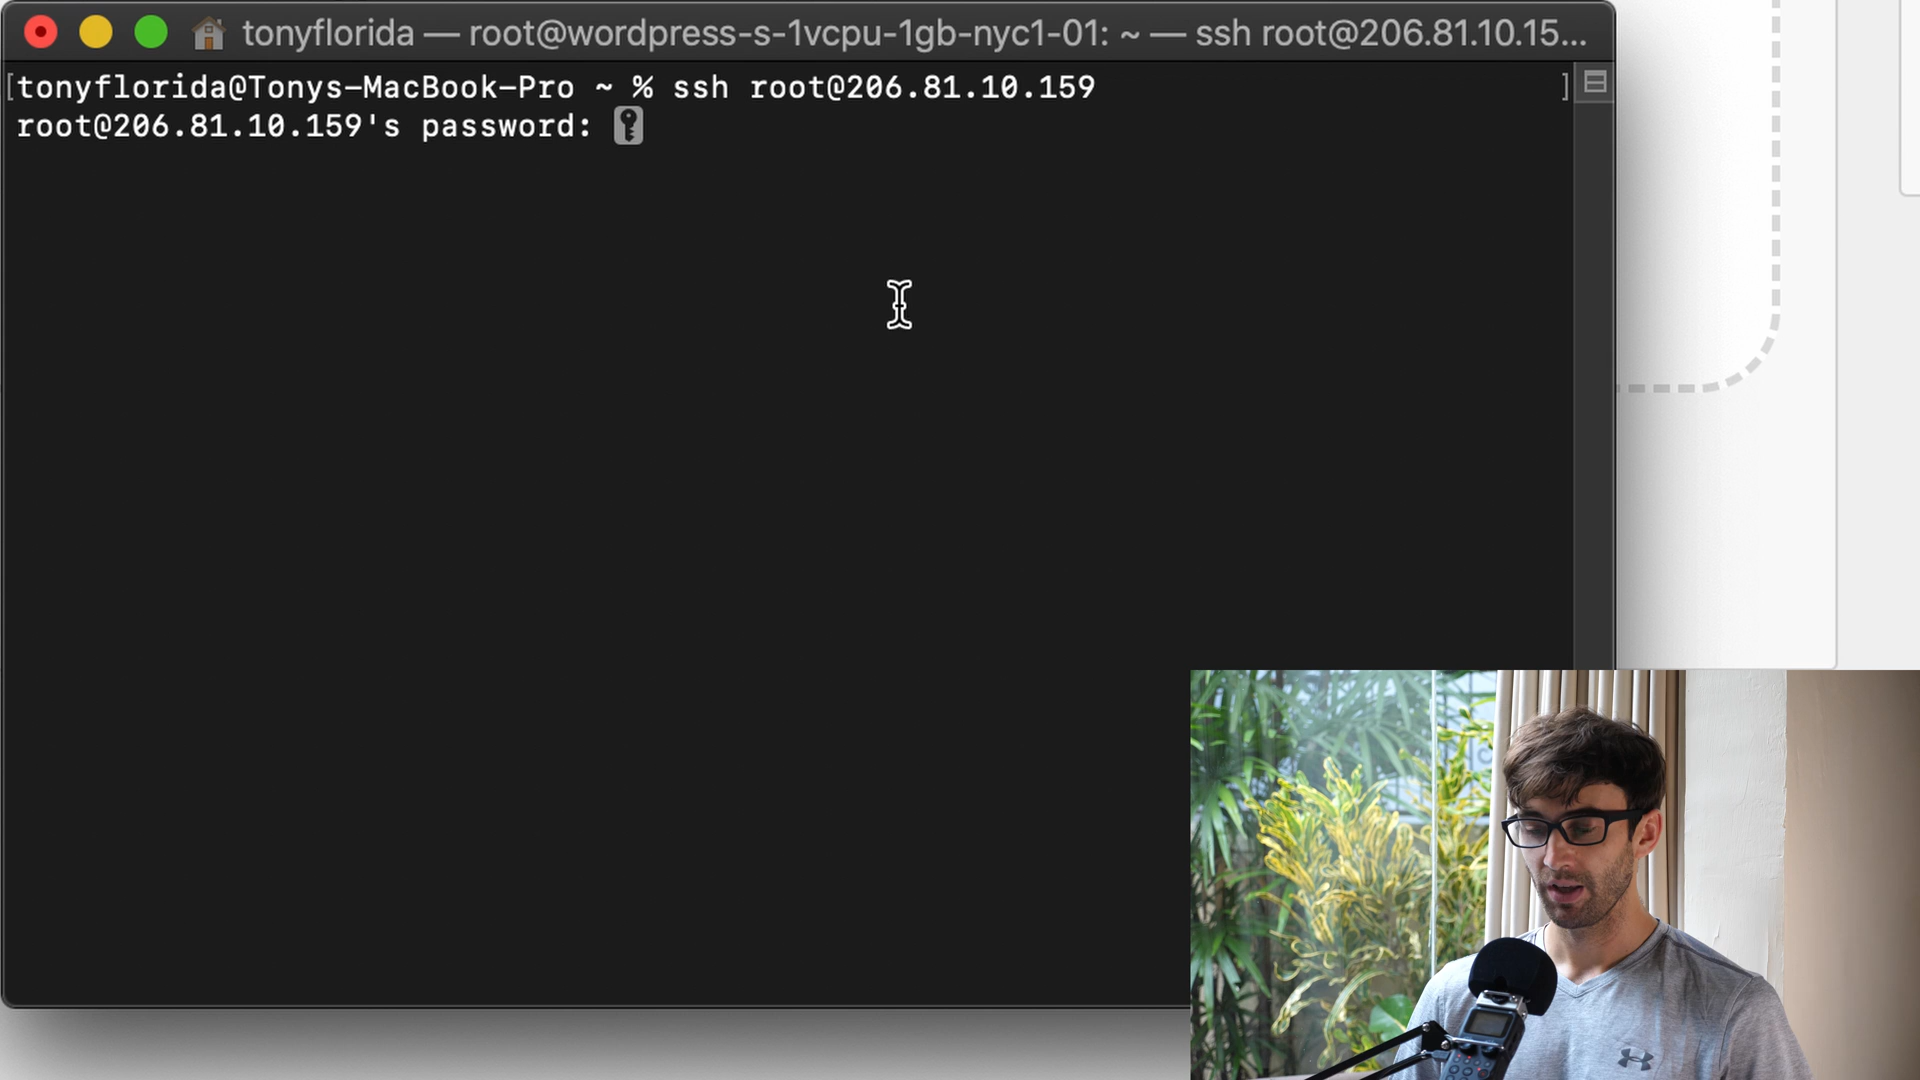 tonyflorida — root@wordpress-s-1vcpu-1gb-nyc1-01: ~ — ssh root@206.81.10.15...
[tonyflorida@Tonys-MacBook-Pro ~ % ssh root@206.81.10.159 ]
root@206.81.10.159's password: